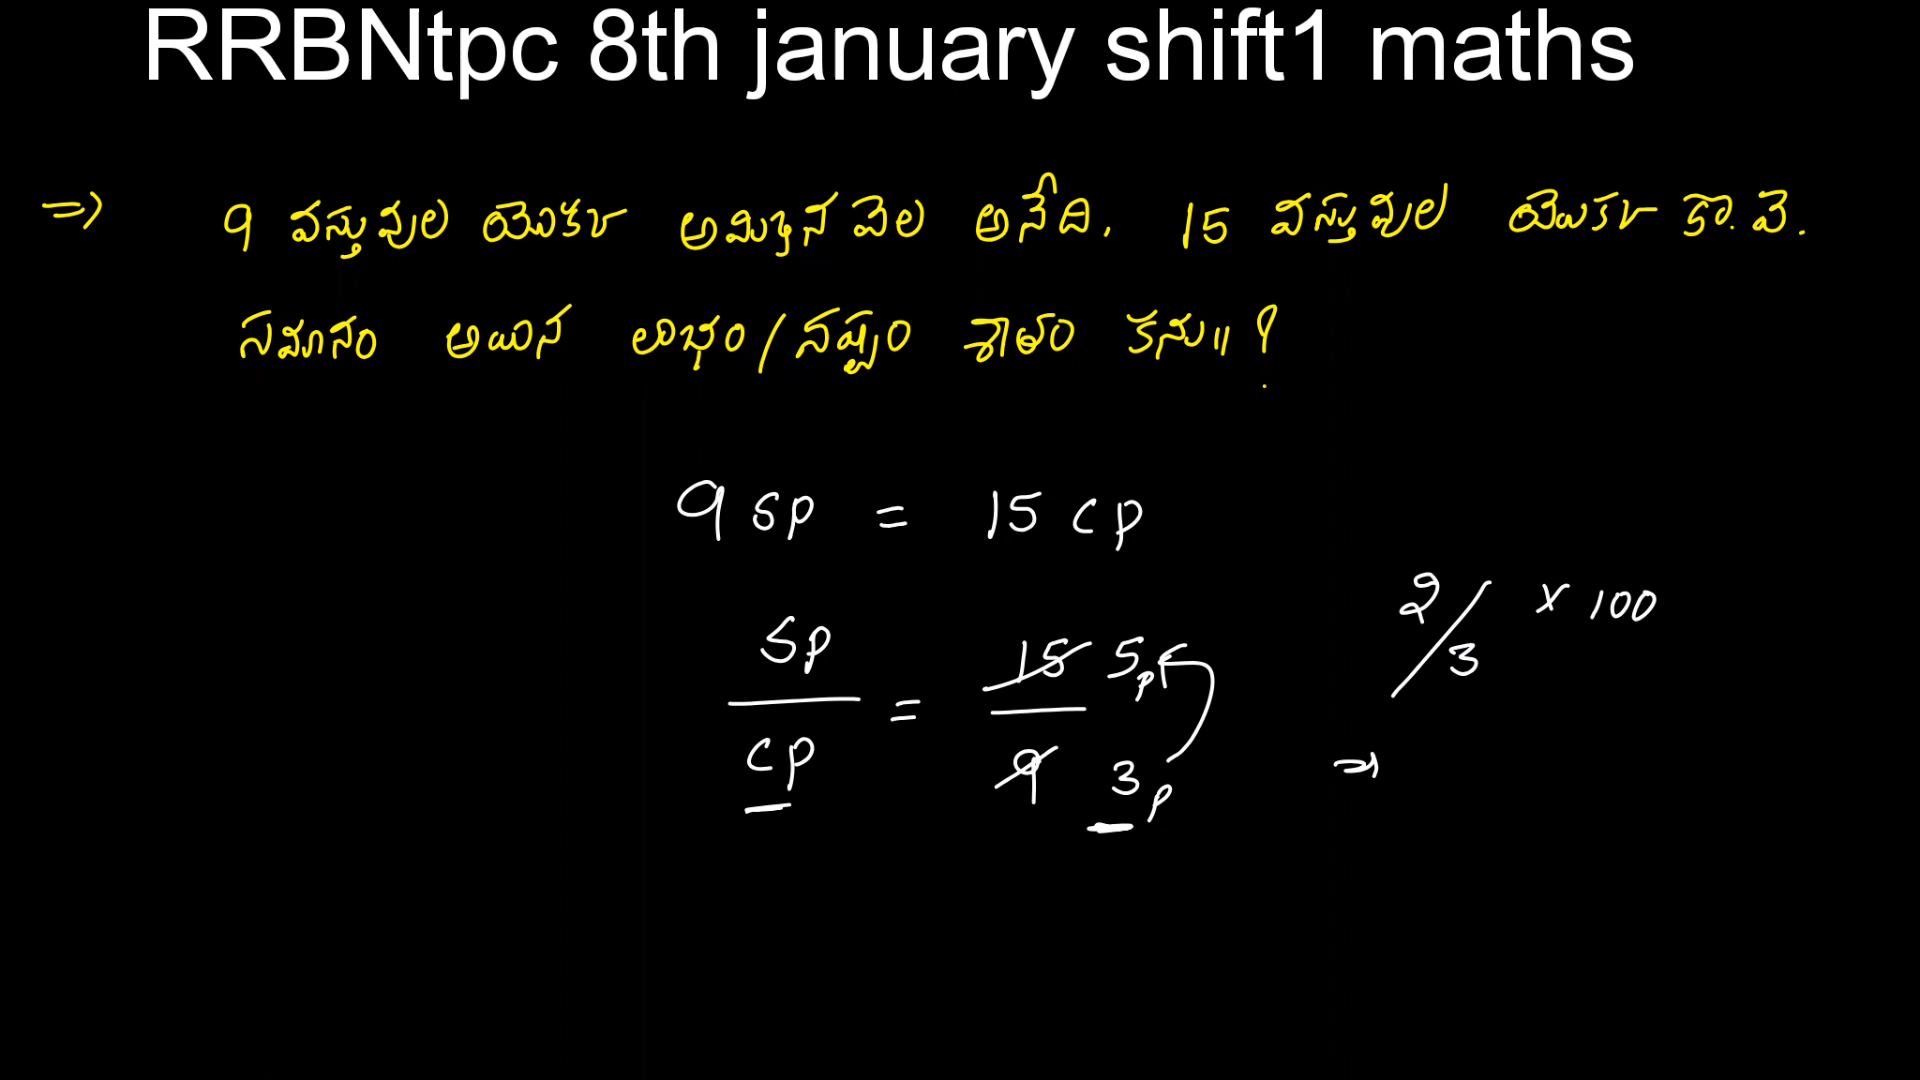 RRBNtpc 8th january shift1 maths
=> 9 వస్తువుల యొక్క అమ్మిన వెల అనేది. 15 వస్తువుల యొక్క కొ.వె.
సమానం అయిన లాభం/నష్టం శాతం కను॥?
9 SP = 15 CP
2/3 × 100
SP/CP = 15/9 5P/3P
=>